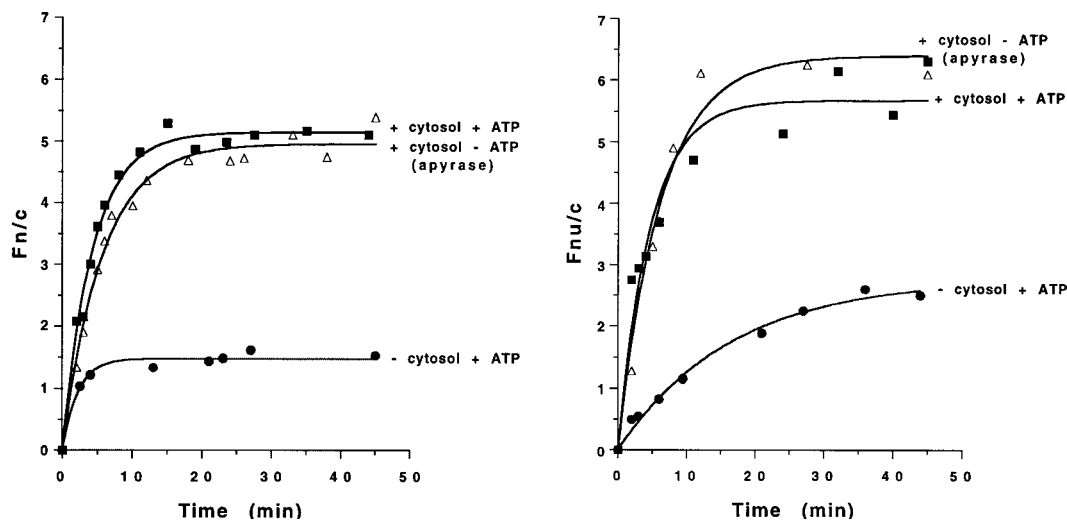 7
6
5
4
3
2
1
0
Fn/c
0
10
20
30
40
50
Time (min)
+ cytosol + ATP
+ cytosol - ATP
(apyrase)
- cytosol + ATP
7
6
5
4
3
2
1
0
Fnu/c
0
10
20
30
40
50
Time (min)
+ cytosol - ATP
(apyrase)
+ cytosol + ATP
- cytosol + ATP